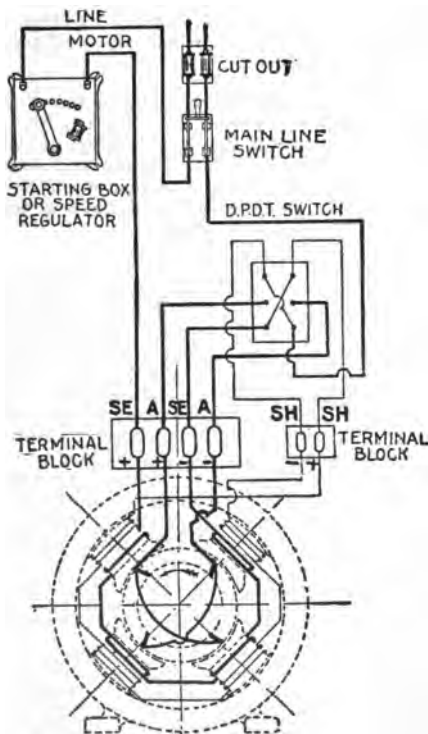 LINE
MOTOR
CUT OUT
MAIN LINE
SWITCH
STARTING BOX
OR SPEED
REGULATOR
D.P.D.T. SWITCH
SE A SE A
SH SH
TERMINAL
BLOCK
+ + - -
- +
TERMINAL
BLOCK